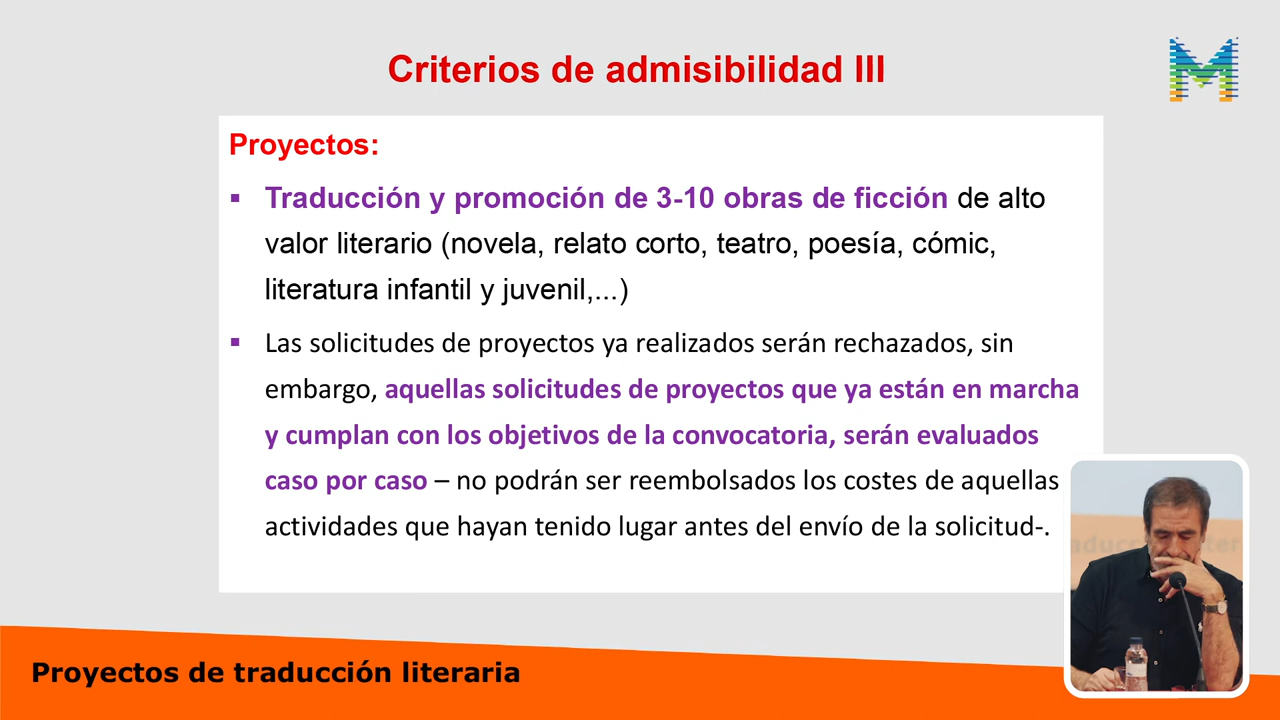 Criterios de admisibilidad III
Proyectos:
▪ Traducción y promoción de 3-10 obras de ficción de alto
valor literario (novela, relato corto, teatro, poesía, cómic,
literatura infantil y juvenil,...)
▪ Las solicitudes de proyectos ya realizados serán rechazados, sin
embargo, aquellas solicitudes de proyectos que ya están en marcha
y cumplan con los objetivos de la convocatoria, serán evaluados
caso por caso – no podrán ser reembolsados los costes de aquellas
actividades que hayan tenido lugar antes del envío de la solicitud-.
Proyectos de traducción literaria